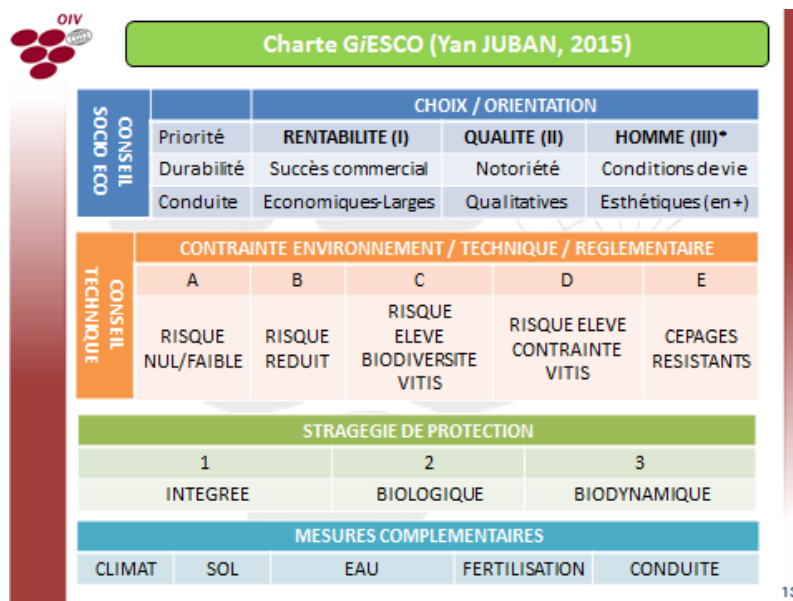 OIV
Charte GiESCO (Yan JUBAN, 2015)
CONSEIL
SOCIO ECO
CHOIX / ORIENTATION
Priorité RENTABILITE (I) QUALITE (II) HOMME (III)*
Durabilité Succès commercial Notoriété Conditions de vie
Conduite Economiques-Larges Qualitatives Esthétiques (en +)
CONSEIL
TECHNIQUE
CONTRAINTE ENVIRONNEMENT / TECHNIQUE / REGLEMENTAIRE
A B C D E
RISQUE
NUL/FAIBLE
RISQUE
REDUIT
RISQUE
ELEVE
BIODIVERSITE
VITIS
RISQUE ELEVE
CONTRAINTE
VITIS
CEPAGES
RESISTANTS
STRAGEGIE DE PROTECTION
1 2 3
INTEGREE BIOLOGIQUE BIODYNAMIQUE
MESURES COMPLEMENTAIRES
CLIMAT SOL EAU FERTILISATION CONDUITE